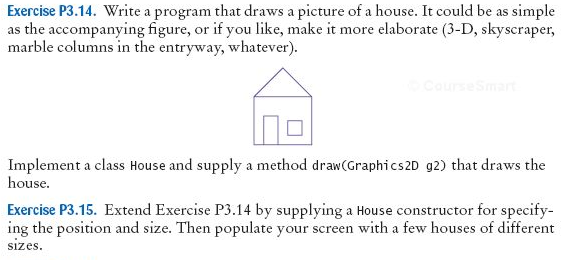 Exercise P3.14. Write a program that draws a picture of a house. It could be as simple
as the accompanying figure, or if you like, make it more elaborate (3-D, skyscraper,
marble columns in the entryway, whatever).
© CourseSmart
Implement a class House and supply a method draw(Graphics2D g2) that draws the
house.
Exercise P3.15. Extend Exercise P3.14 by supplying a House constructor for specify-
ing the position and size. Then populate your screen with a few houses of different
sizes.